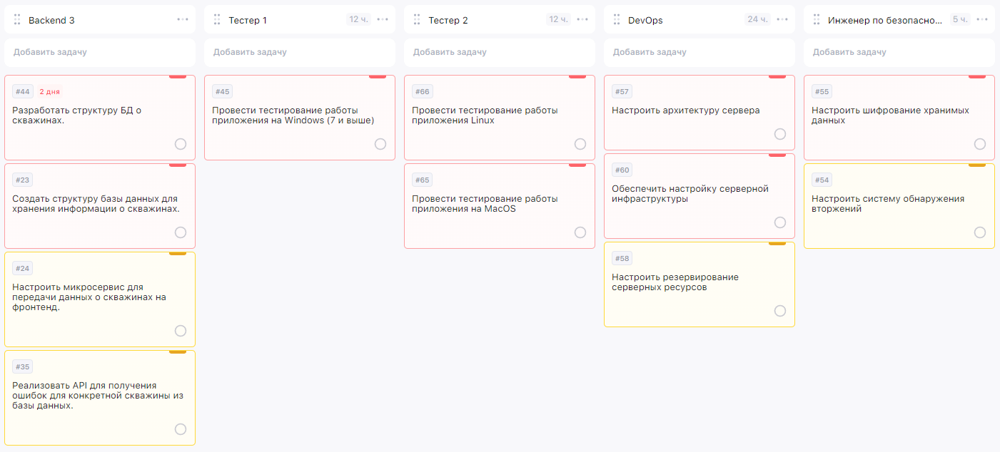 Backend 3
Добавить задачу
#44 2 дня
Разработать структуру БД о
скважинах.
#23
Создать структуру базы данных для
хранения информации о скважинах.
#24
Настроить микросервис для
передачи данных о скважинах на
фронтенд.
#35
Реализовать API для получения
ошибок для конкретной скважины из
базы данных.
Тестер 1 12 ч.
Добавить задачу
#45
Провести тестирование работы
приложения на Windows (7 и выше)
Тестер 2 12 ч.
Добавить задачу
#66
Провести тестирование работы
приложения Linux
#65
Провести тестирование работы
приложения на MacOS
DevOps 24 ч.
Добавить задачу
#57
Настроить архитектуру сервера
#60
Обеспечить настройку серверной
инфраструктуры
#58
Настроить резервирование
серверных ресурсов
Инженер по безопасно... 5 ч.
Добавить задачу
#55
Настроить шифрование хранимых
данных
#54
Настроить систему обнаружения
вторжений